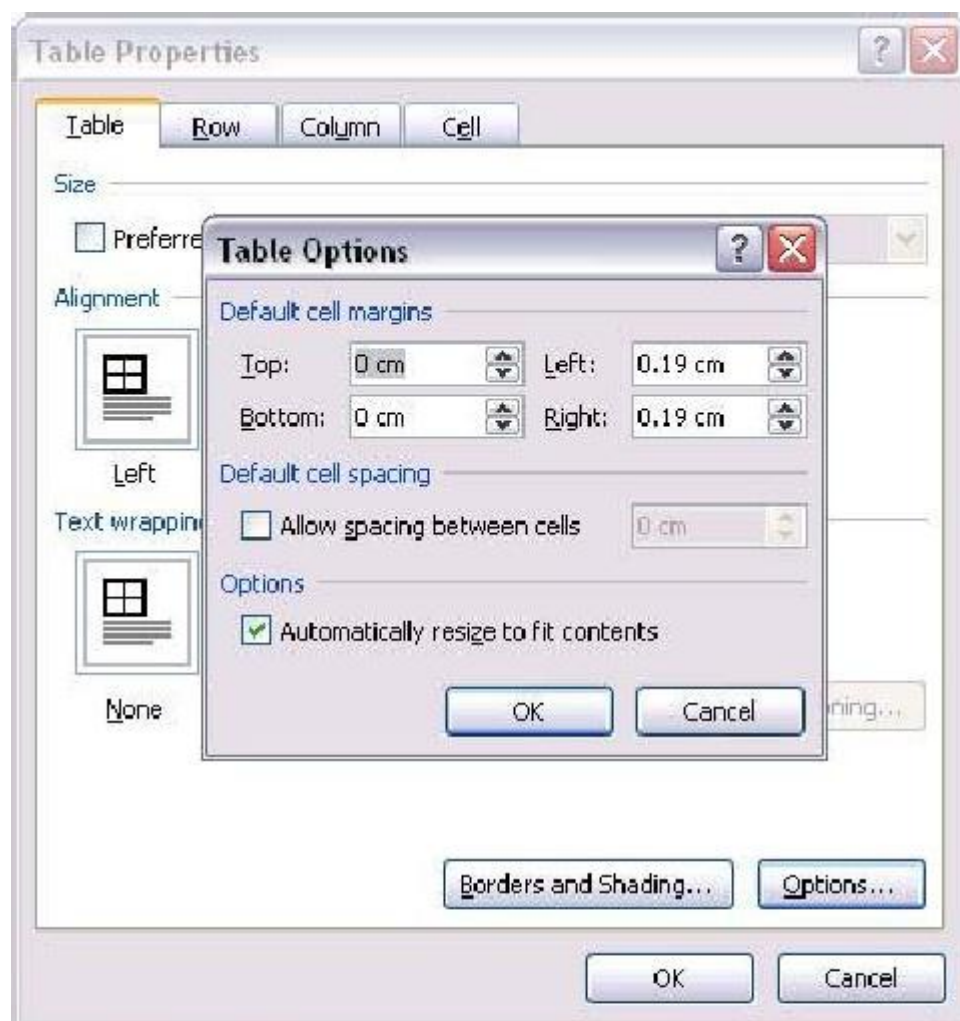 Table Properties
Table Row Column Cell
Size
Preferre
Table Options
Alignment
Default cell margins
Top: 0 cm Left: 0.19 cm
Bottom: 0 cm Right: 0.19 cm
Left
Default cell spacing
Text wrappin
Allow spacing between cells 0 cm
Options
Automatically resize to fit contents
None
OK Cancel
ning...
Borders and Shading... Options...
OK Cancel